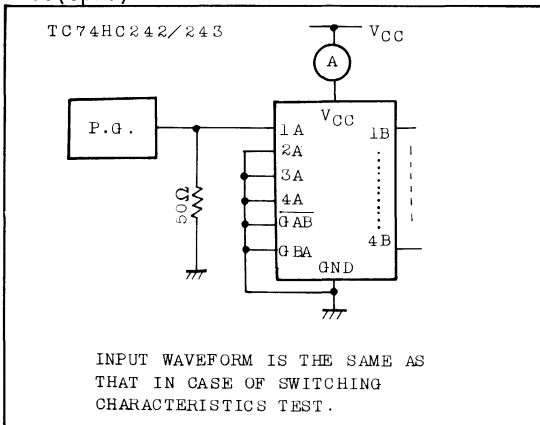 TC74HC242/243
VCC
A
P.G.
VCC
1A
1B
2A
3A
4A
GAB
GBA
4B
GND
50Ω
INPUT WAVEFORM IS THE SAME AS
THAT IN CASE OF SWITCHING
CHARACTERISTICS TEST.